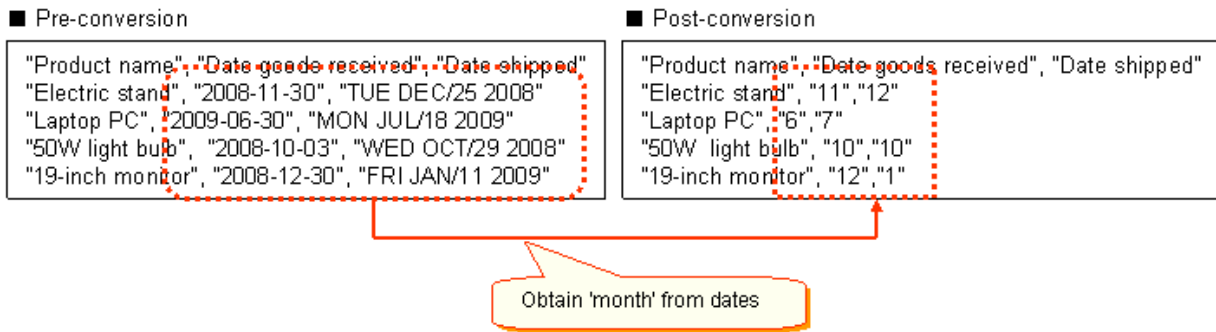 ■ Pre-conversion
"Product name", "Date goods received", "Date shipped"
"Electric stand", "2008-11-30", "TUE DEC/25 2008"
"Laptop PC", "2009-06-30", "MON JUL/18 2009"
"50W light bulb", "2008-10-03", "WED OCT/29 2008"
"19-inch monitor", "2008-12-30", "FRI JAN/11 2009"
■ Post-conversion
"Product name", "Date goods received", "Date shipped"
"Electric stand", "11","12"
"Laptop PC", "6","7"
"50W light bulb", "10","10"
"19-inch monitor", "12","1"
Obtain 'month' from dates